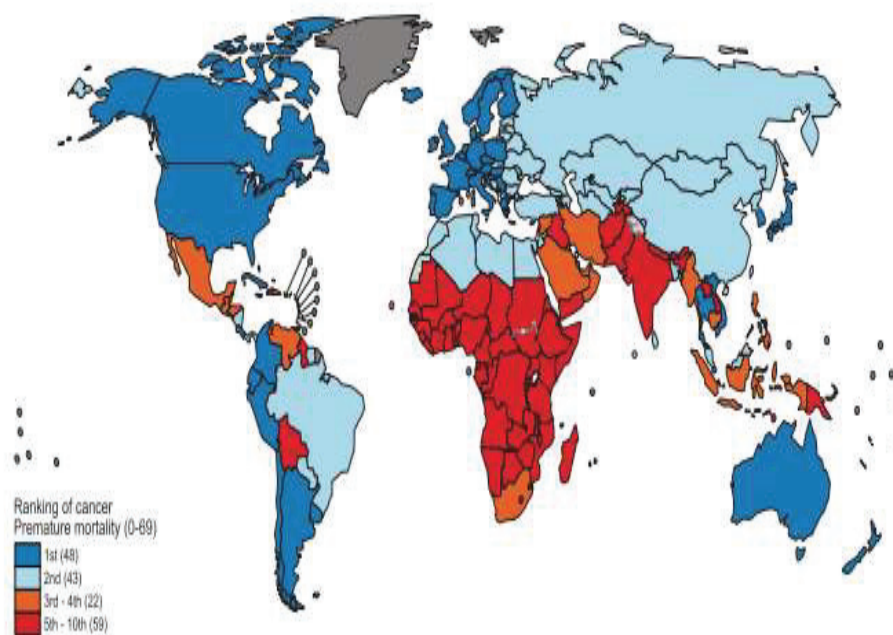 Ranking of cancer
Premature mortality (0-69)
1st (48)
2nd (43)
3rd - 4th (22)
5th - 10th (59)